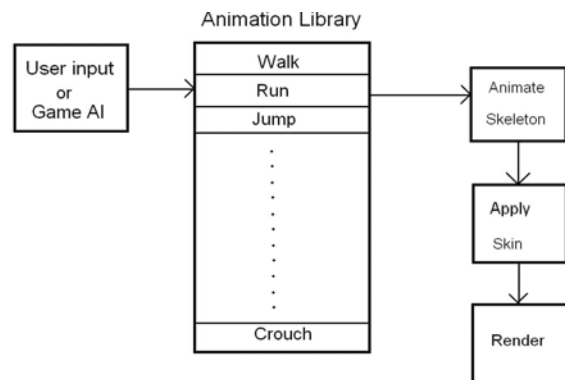 Animation Library
User input
or
Game AI
Walk
Run
Jump
Crouch
Animate
Skeleton
Apply
Skin
Render